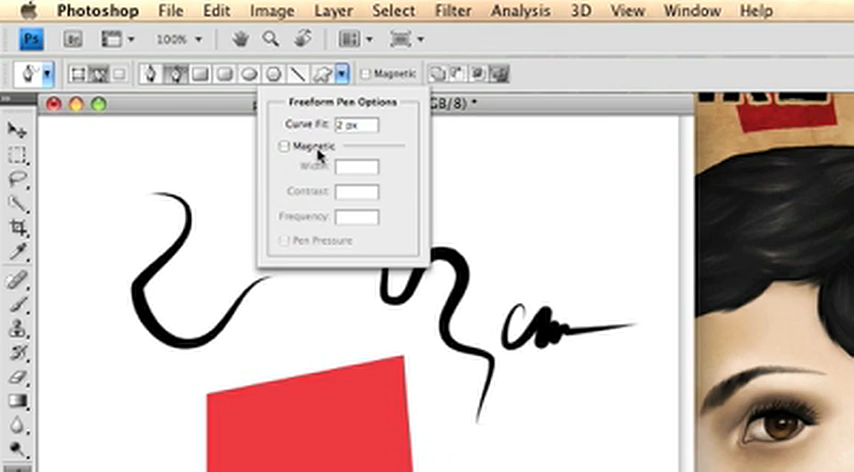 Photoshop File Edit Image Layer Select Filter Analysis 3D View Window Help
Ps Br 100%
Magnetic
GB/8) *
Freeform Pen Options
Curve Fit: 2 px
Magnetic
Width:
Contrast:
Frequency:
Pen Pressure